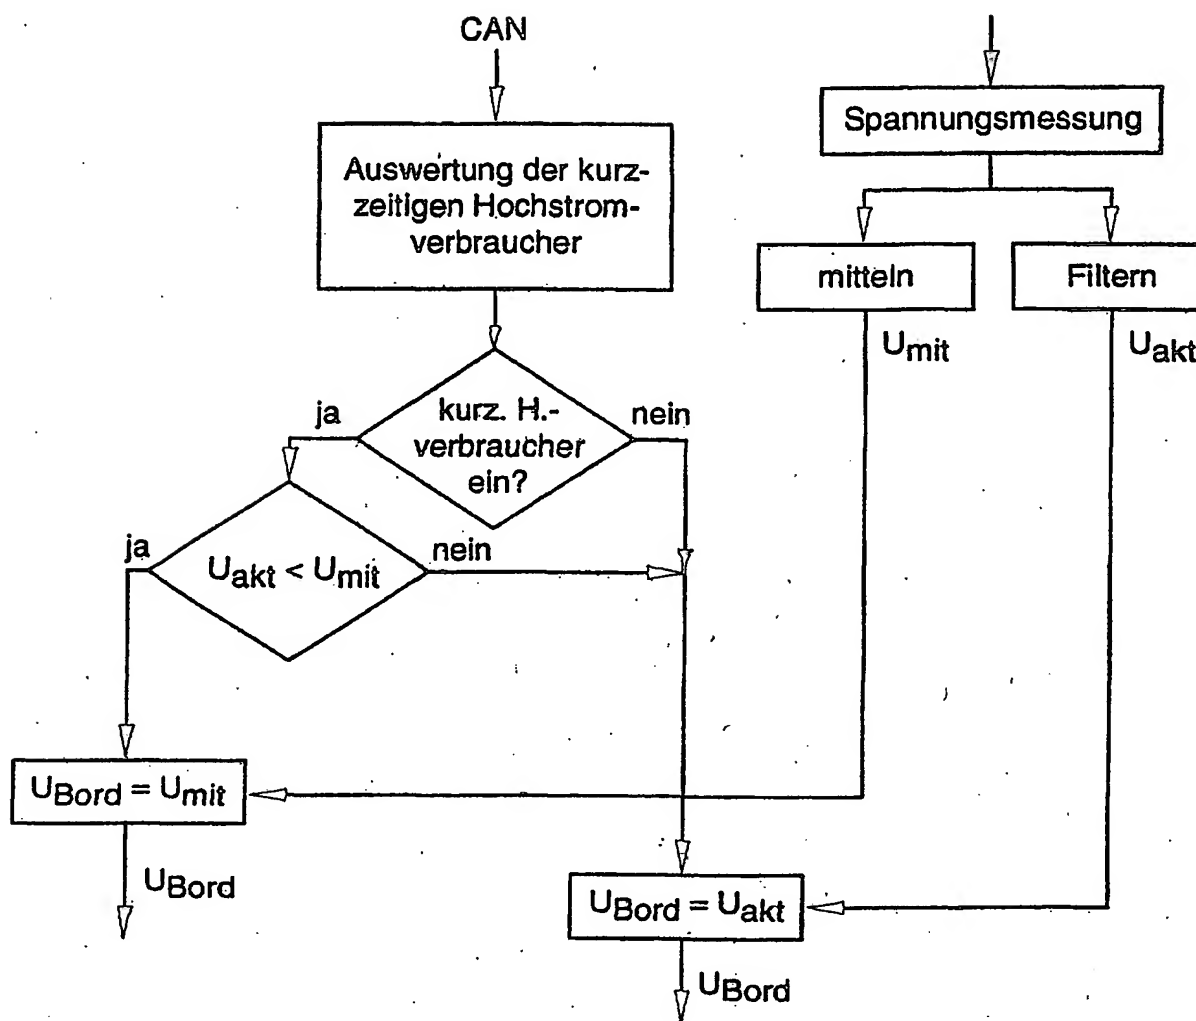 CAN
Auswertung der kurz-
zeitigen Hochstrom-
verbraucher
Spannungsmessung
mitteln
Filtern
Umit
Uakt
ja
kurz. H.-
verbraucher
ein?
nein
ja
Uakt < Umit
nein
UBord = Umit
UBord
UBord = Uakt
UBord